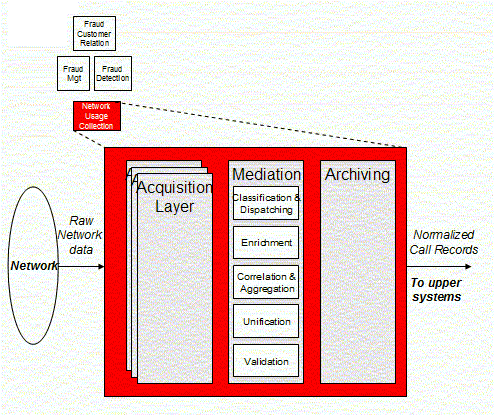 Fraud
Customer
Relation
Fraud
Mgt
Fraud
Detection
Network
Usage
Collection
A
A
Acquisition
Layer
Mediation
Classification &
Dispatching
Enrichment
Correlation &
Aggregation
Unification
Validation
Archiving
Network
Raw
Network
data
Normalized
Call Records
To upper
systems